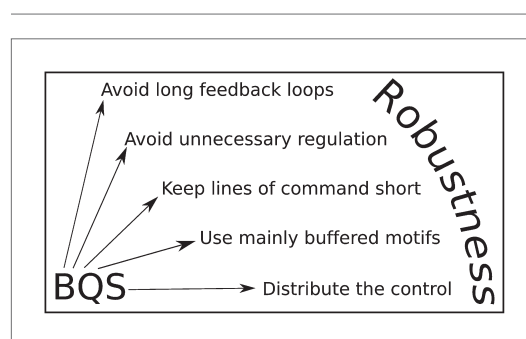 Avoid long feedback loops
Avoid unnecessary regulation
Keep lines of command short
Use mainly buffered motifs
BQS
Distribute the control
Robustness